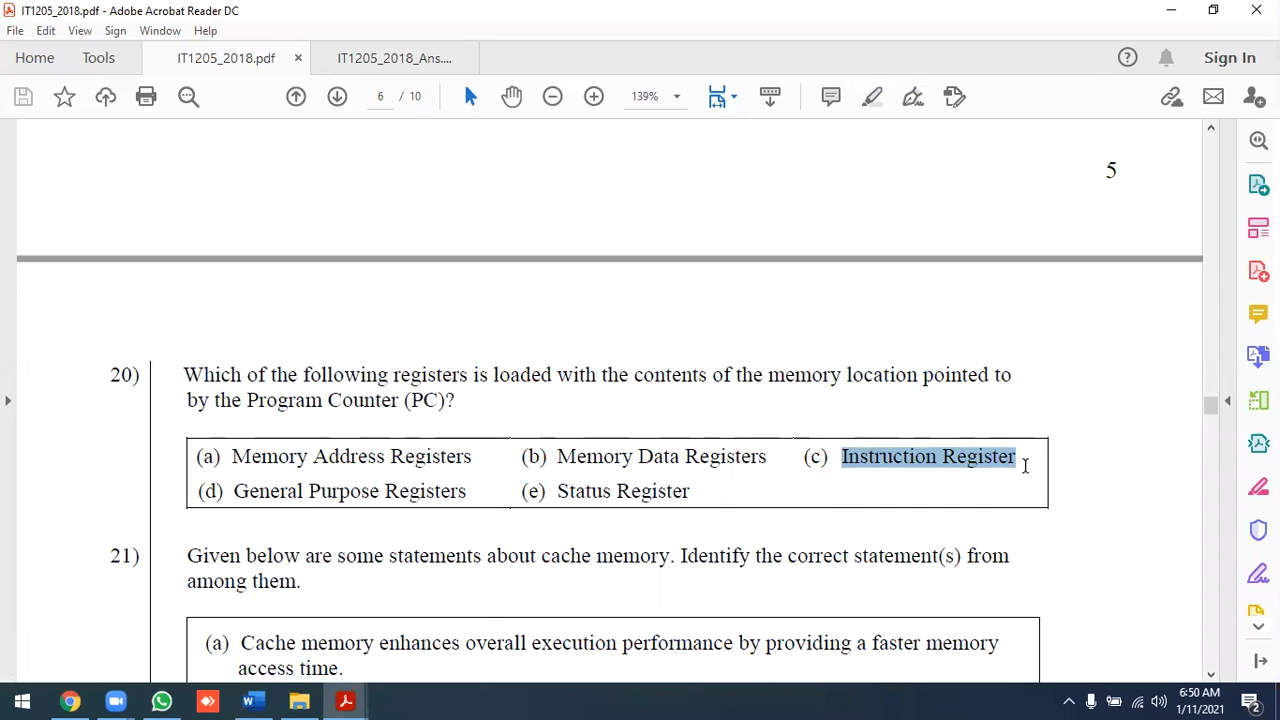 IT1205_2018.pdf - Adobe Acrobat Reader DC
File Edit View Sign Window Help
Home Tools IT1205_2018.pdf × IT1205_2018_Ans.... Sign In
6 / 10 139%
5
20) Which of the following registers is loaded with the contents of the memory location pointed to
by the Program Counter (PC)?
(a) Memory Address Registers (b) Memory Data Registers (c) Instruction Register
(d) General Purpose Registers (e) Status Register
21) Given below are some statements about cache memory. Identify the correct statement(s) from
among them.
(a) Cache memory enhances overall execution performance by providing a faster memory
access time.
6:50 AM
1/11/2021
2